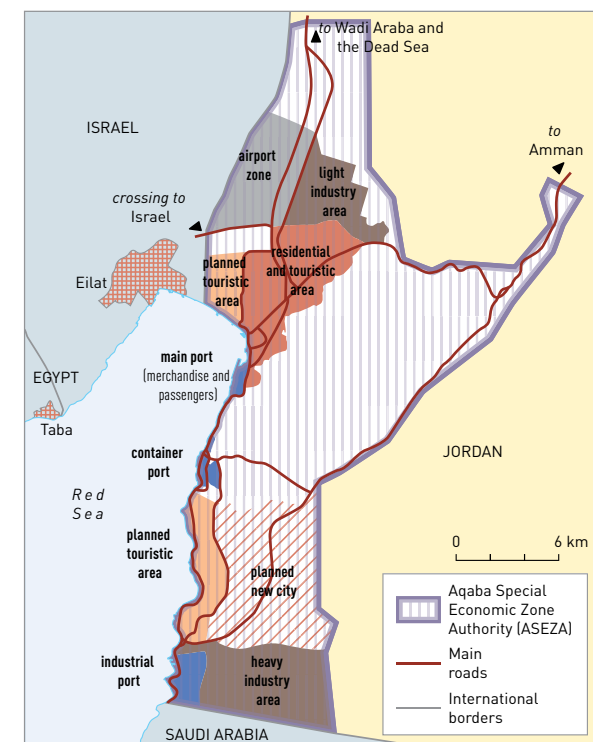 to Wadi Araba and
the Dead Sea
ISRAEL
to
Amman
airport
zone
light
industry
area
crossing to
Israel
residential
and touristic
area
planned
touristic
area
Eilat
main port
(merchandise and
passengers)
EGYPT
Taba
container
port
JORDAN
Red
Sea
planned
touristic
area
planned
new city
0 6 km
industrial
port
heavy
industry
area
SAUDI ARABIA
Aqaba Special
Economic Zone
Authority (ASEZA)
Main
roads
International
borders